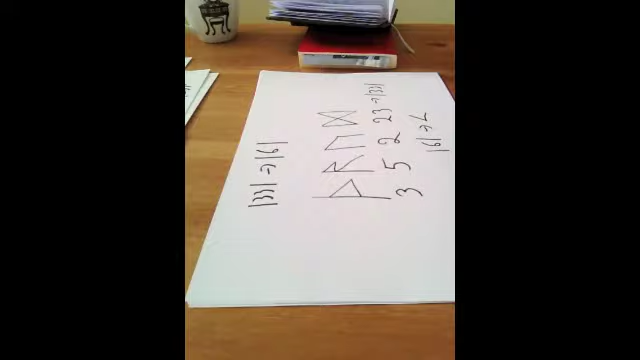 |33| => |6|
ᚦ ᚱ ᚢ ᛞ
3 5 2 23 => |33|
|6| =>